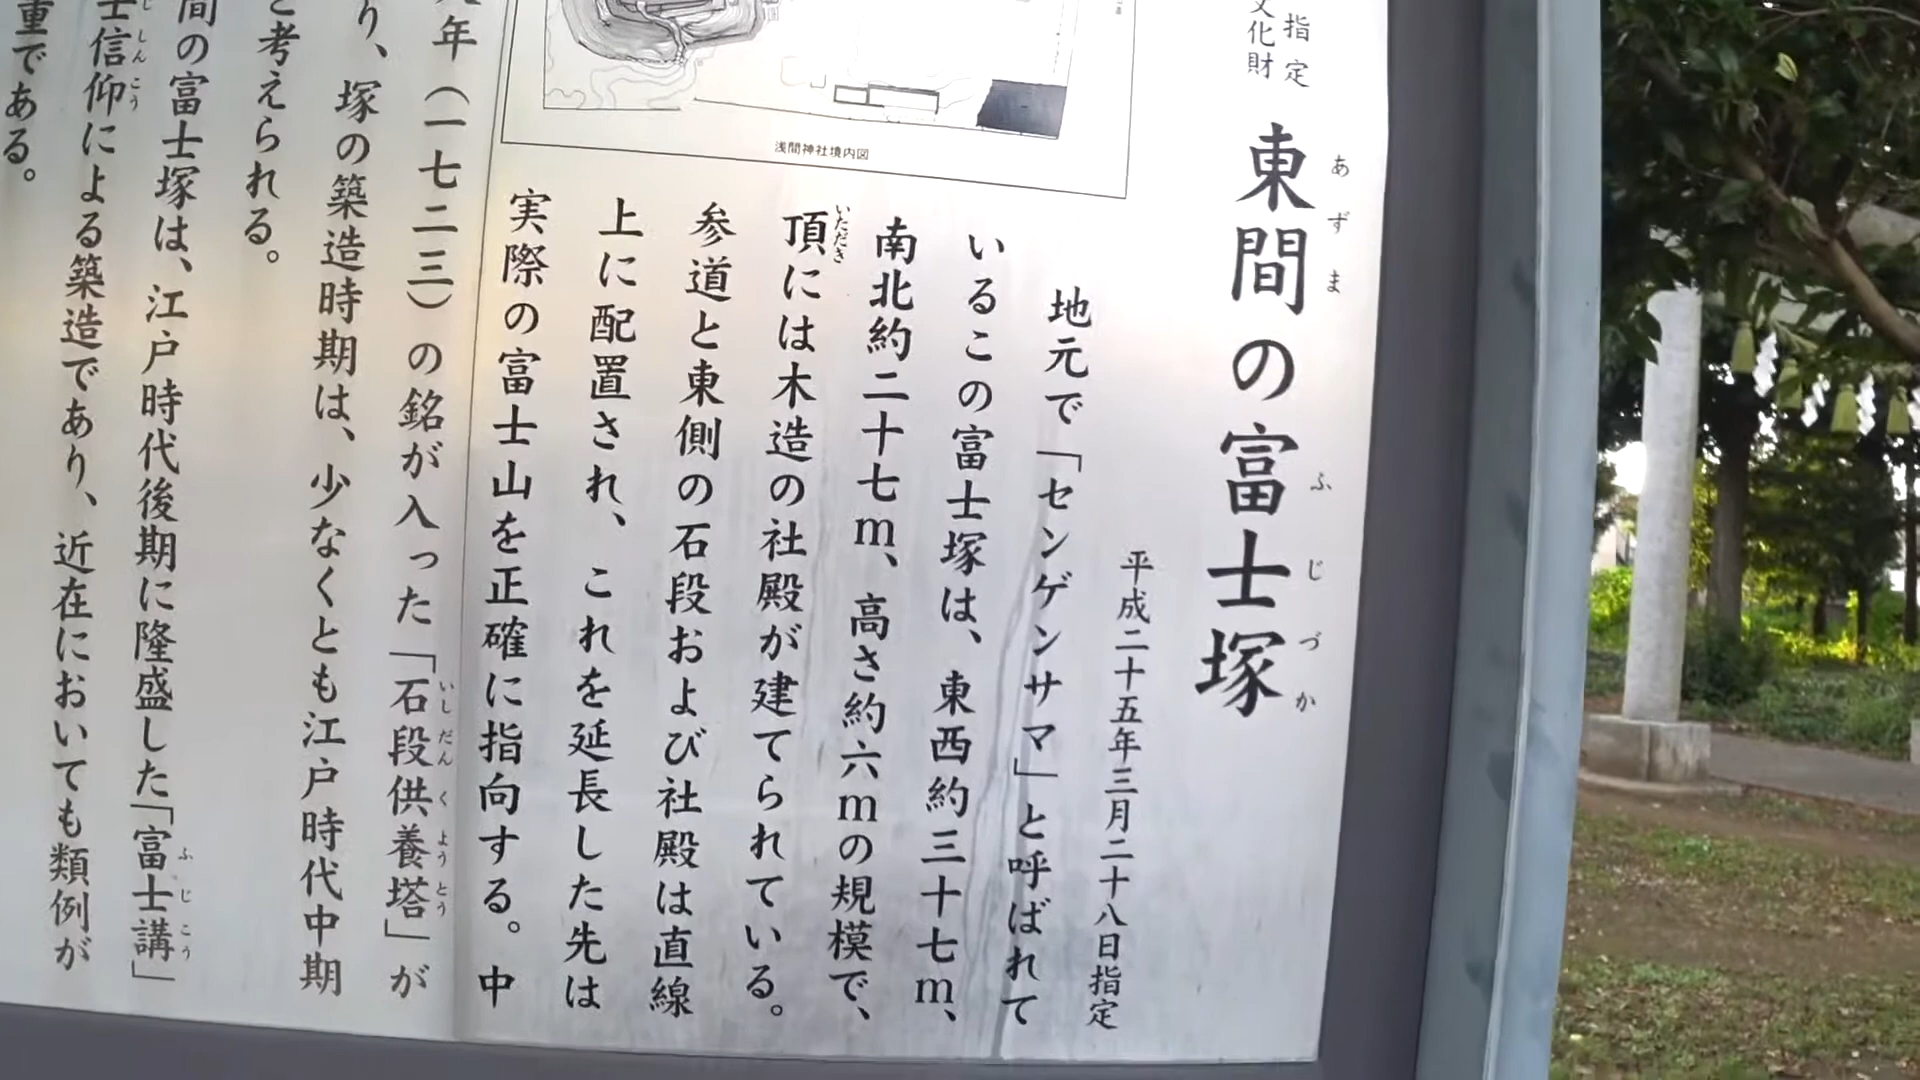 指定
文化財
東間の富士塚
あずま
ふじづか
平成二十五年三月二十八日指定
地元で「センゲンサマ」と呼ばれて
いるこの富士塚は、東西約三十七m、
南北約二十七m、高さ約六mの規模で、
頂には木造の社殿が建てられている。
いただき
参道と東側の石段および社殿は直線
上に配置され、これを延長した先は
実際の富士山を正確に指向する。中
浅間神社境内図
年（一七二三）の銘が入った「石段供養塔」が
いしだんくようとう
り、塚の築造時期は、少なくとも江戸時代中期
と考えられる。
間の富士塚は、江戸時代後期に隆盛した「富士講」
ふじこう
士信仰による築造であり、近在においても類例が
じしんこう
重である。